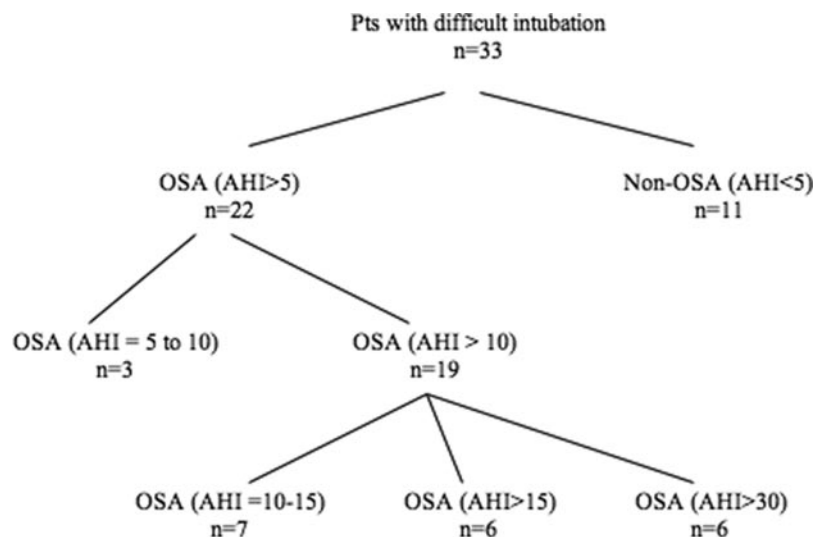 Pts with difficult intubation
n=33
OSA (AHI>5)
n=22
Non-OSA (AHI<5)
n=11
OSA (AHI = 5 to 10)
n=3
OSA (AHI > 10)
n=19
OSA (AHI =10-15)
n=7
OSA (AHI>15)
n=6
OSA (AHI>30)
n=6